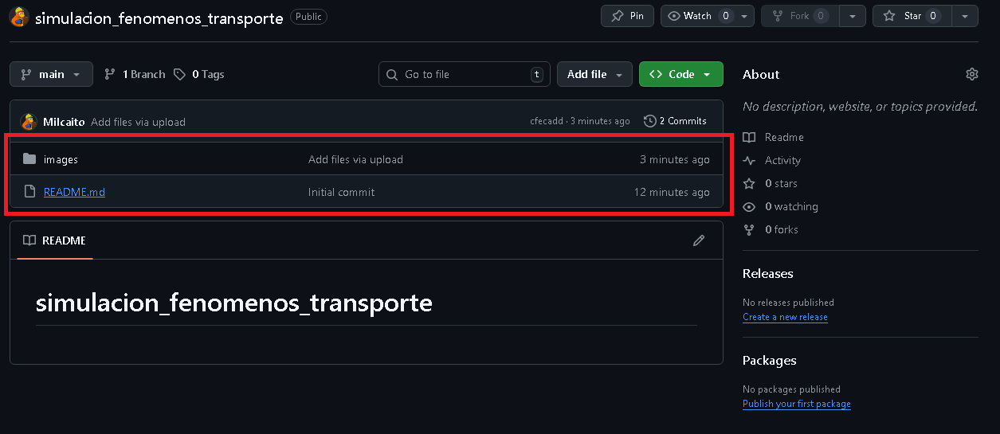 simulacion_fenomenos_transporte Public Pin Watch 0 Fork 0 Star 0
main 1 Branch 0 Tags Go to file t Add file Code
Milcaito Add files via upload cfecadd · 3 minutes ago 2 Commits
images Add files via upload 3 minutes ago
README.md Initial commit 12 minutes ago
README
simulacion_fenomenos_transporte
About
No description, website, or topics provided.
Readme
Activity
0 stars
0 watching
0 forks
Releases
No releases published
Create a new release
Packages
No packages published
Publish your first package